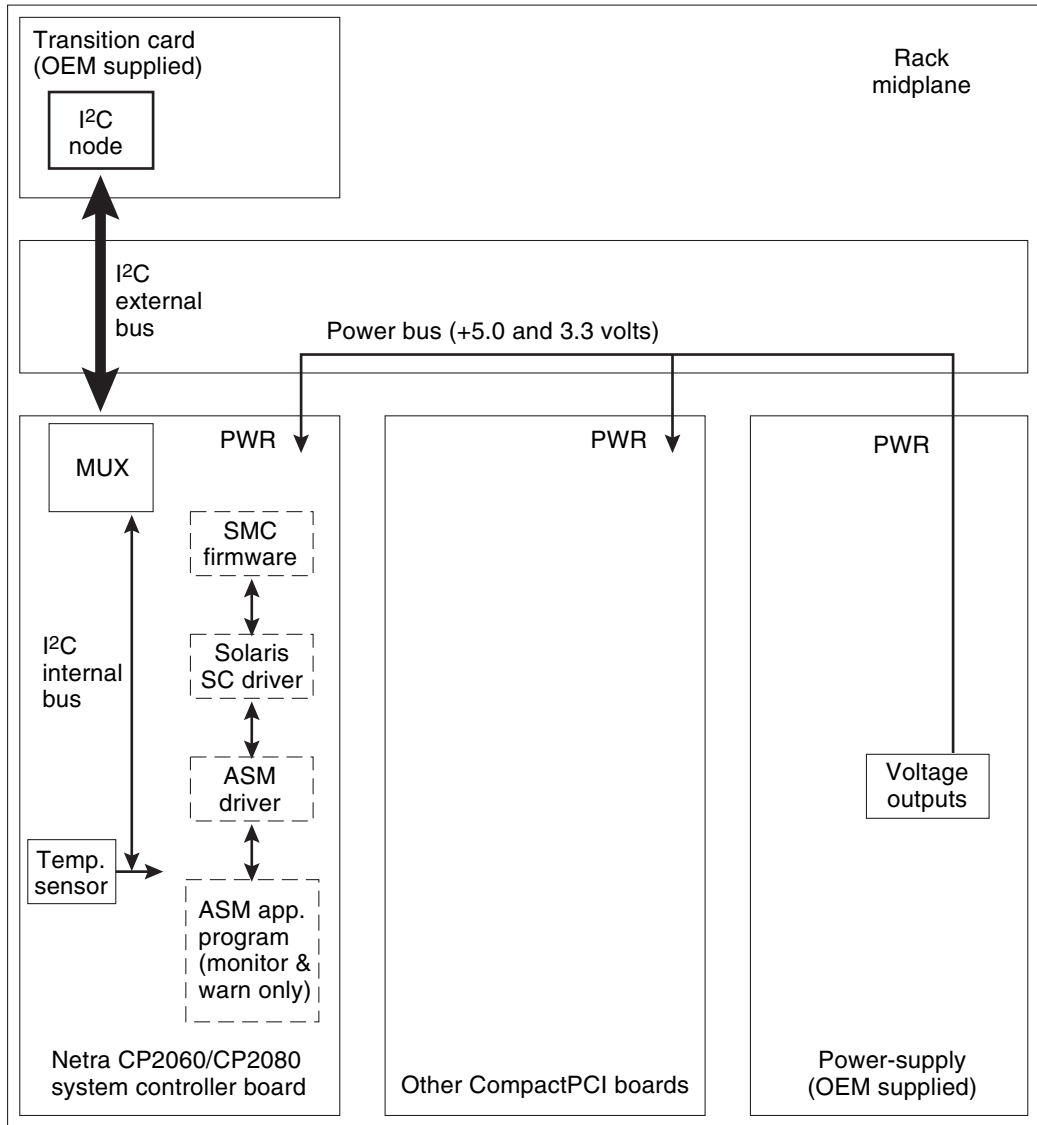 Transition card
(OEM supplied)
Rack
midplane
I²C
node
I²C
external
bus
Power bus (+5.0 and 3.3 volts)
PWR
PWR
PWR
MUX
SMC
firmware
I²C
internal
bus
Solaris
SC driver
ASM
driver
Voltage
outputs
Temp.
sensor
ASM app.
program
(monitor &
warn only)
Netra CP2060/CP2080
system controller board
Other CompactPCI boards
Power-supply
(OEM supplied)